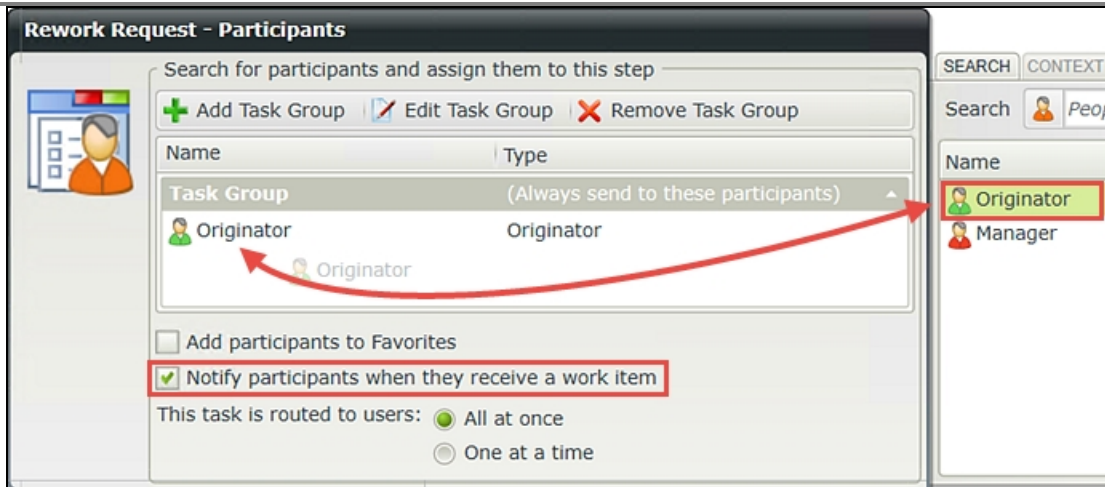 Rework Request - Participants
Search for participants and assign them to this step
Add Task Group Edit Task Group Remove Task Group
Name Type
Task Group (Always send to these participants)
Originator Originator
Originator
Add participants to Favorites
Notify participants when they receive a work item
This task is routed to users: All at once
One at a time
SEARCH CONTEXT
Search
Name
Originator
Manager